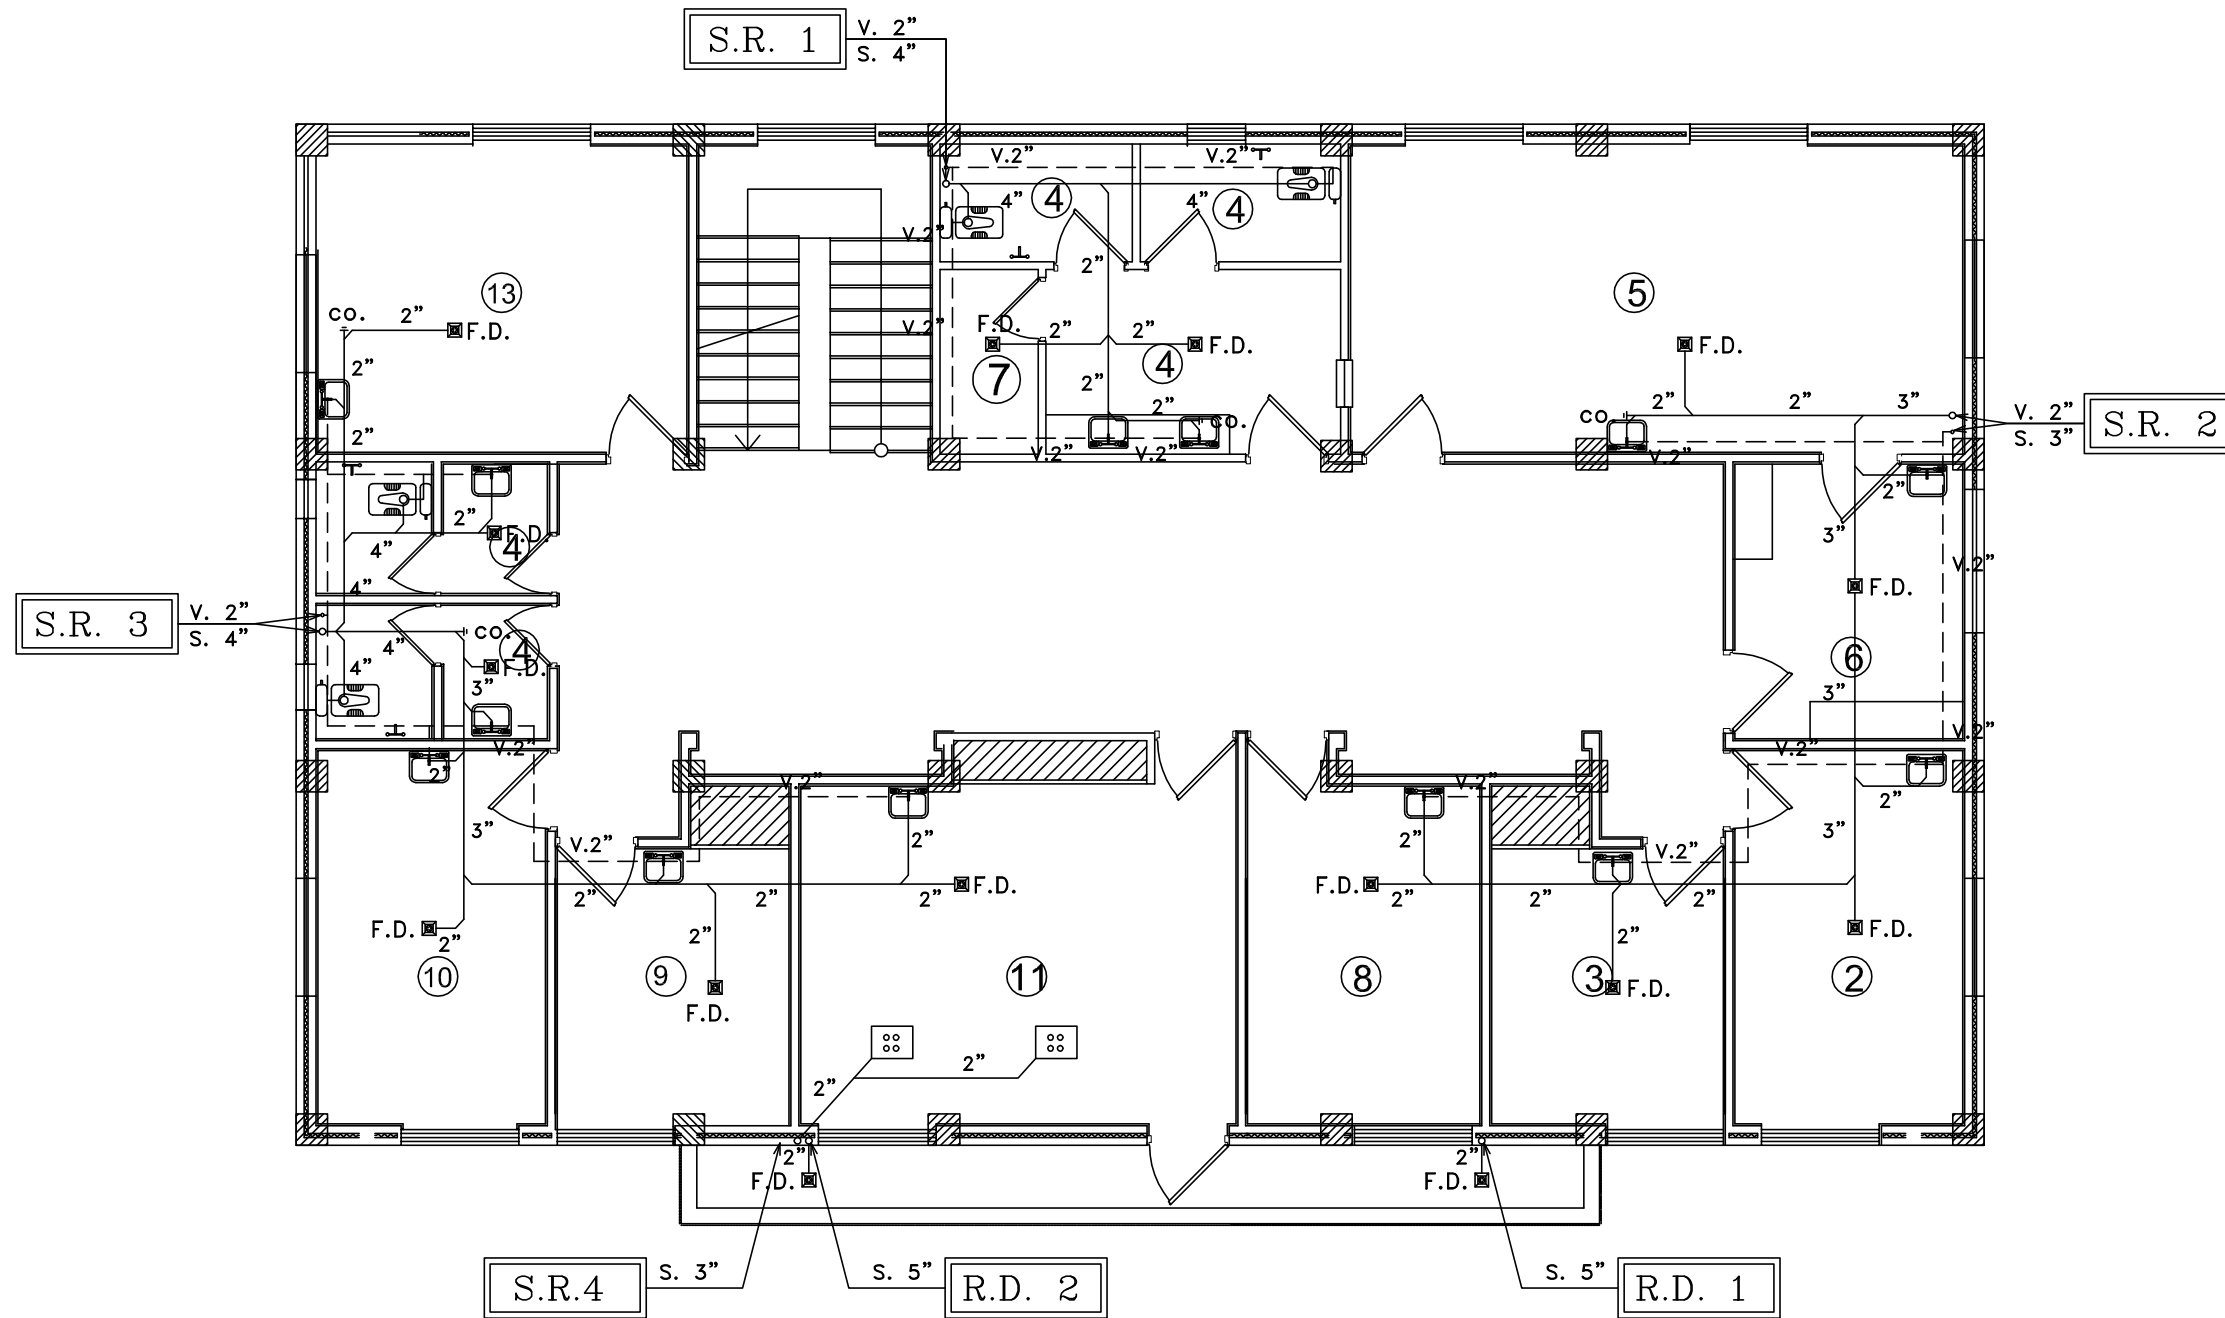 S.R. 1
V. 2”
S. 4”
V.2”
V.2”
4”
4
4”
4
V.2”
2”
13
5
CO.
2”
F.D.
V.2”
F.D.
2”
2”
F.D.
F.D.
2”
7
4
2”
2”
2”
CO.
CO
2”
2”
3”
V. 2”
S. 3”
S.R. 2
2”
V.2”
V.2”
V.2”
2”
2”
F.D.
4
4”
3”
4”
V.2”
F.D.
S.R. 3
V. 2”
S. 4”
CO.
4
4”
4”
F.D.
3”
6
3”
V.2”
V.2”
V.2”
2”
V.2”
V.2”
2”
3”
V.2”
2”
2”
V.2”
3”
F.D.
F.D.
2”
2”
2”
2”
2”
2”
F.D.
2”
2”
2”
F.D.
10
9
11
8
3
2
F.D.
F.D.
2”
2”
2”
2”
F.D.
F.D.
S.R.4
S. 3”
S. 5”
R.D. 2
S. 5”
R.D. 1